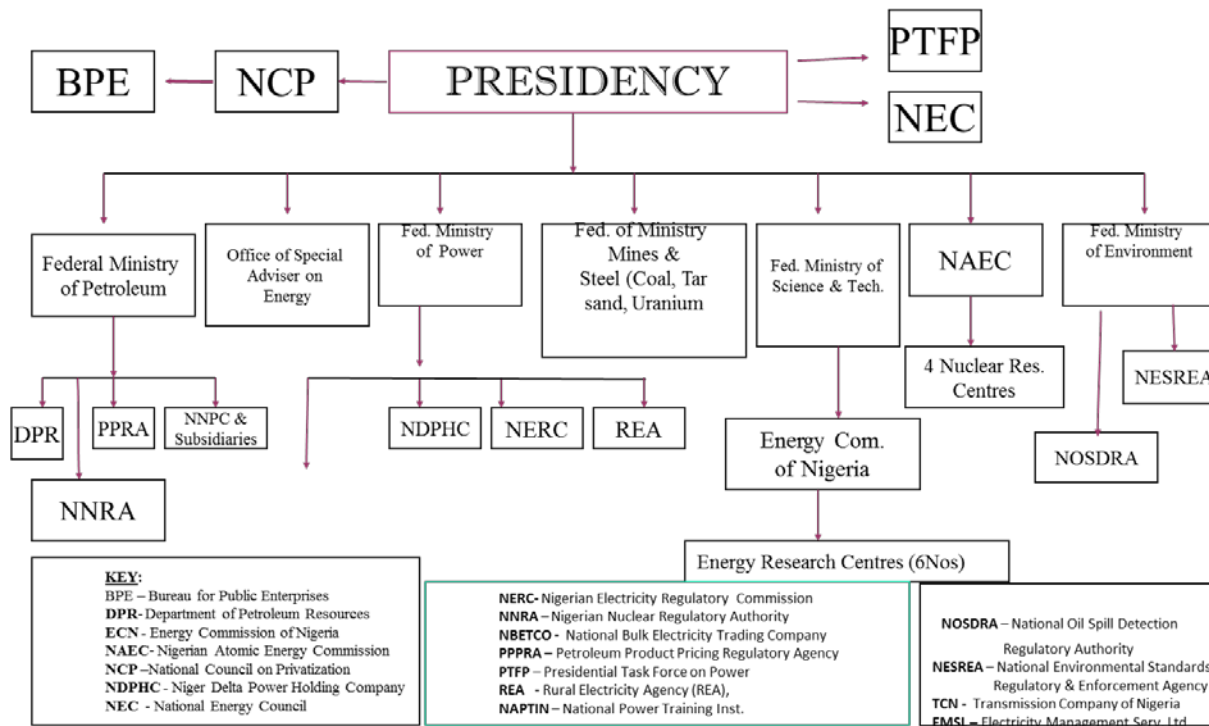 PTFP
BPE
NCP
PRESIDENCY
NEC
Federal Ministry
of Petroleum
Office of Special
Adviser on
Energy
Fed. Ministry
of Power
Fed. of Ministry
Mines &
Steel (Coal, Tar
sand, Uranium
Fed. Ministry of
Science & Tech.
NAEC
Fed. Ministry
of Environment
DPR
PPRA
NNPC &
Subsidiaries
NNRA
NDPHC
NERC
REA
Energy Com.
of Nigeria
4 Nuclear Res.
Centres
NESREA
NOSDRA
Energy Research Centres (6Nos)
KEY:
BPE – Bureau for Public Enterprises
DPR- Department of Petroleum Resources
ECN - Energy Commission of Nigeria
NAEC- Nigerian Atomic Energy Commission
NCP –National Council on Privatization
NDPHC - Niger Delta Power Holding Company
NEC - National Energy Council
NERC- Nigerian Electricity Regulatory Commission
NNRA – Nigerian Nuclear Regulatory Authority
NBETCO - National Bulk Electricity Trading Company
PPPRA – Petroleum Product Pricing Regulatory Agency
PTFP – Presidential Task Force on Power
REA - Rural Electricity Agency (REA),
NAPTIN – National Power Training Inst.
NOSDRA – National Oil Spill Detection
Regulatory Authority
NESREA – National Environmental Standards
Regulatory & Enforcement Agency
TCN - Transmission Company of Nigeria
EMSL – Electricity Management Serv. Ltd